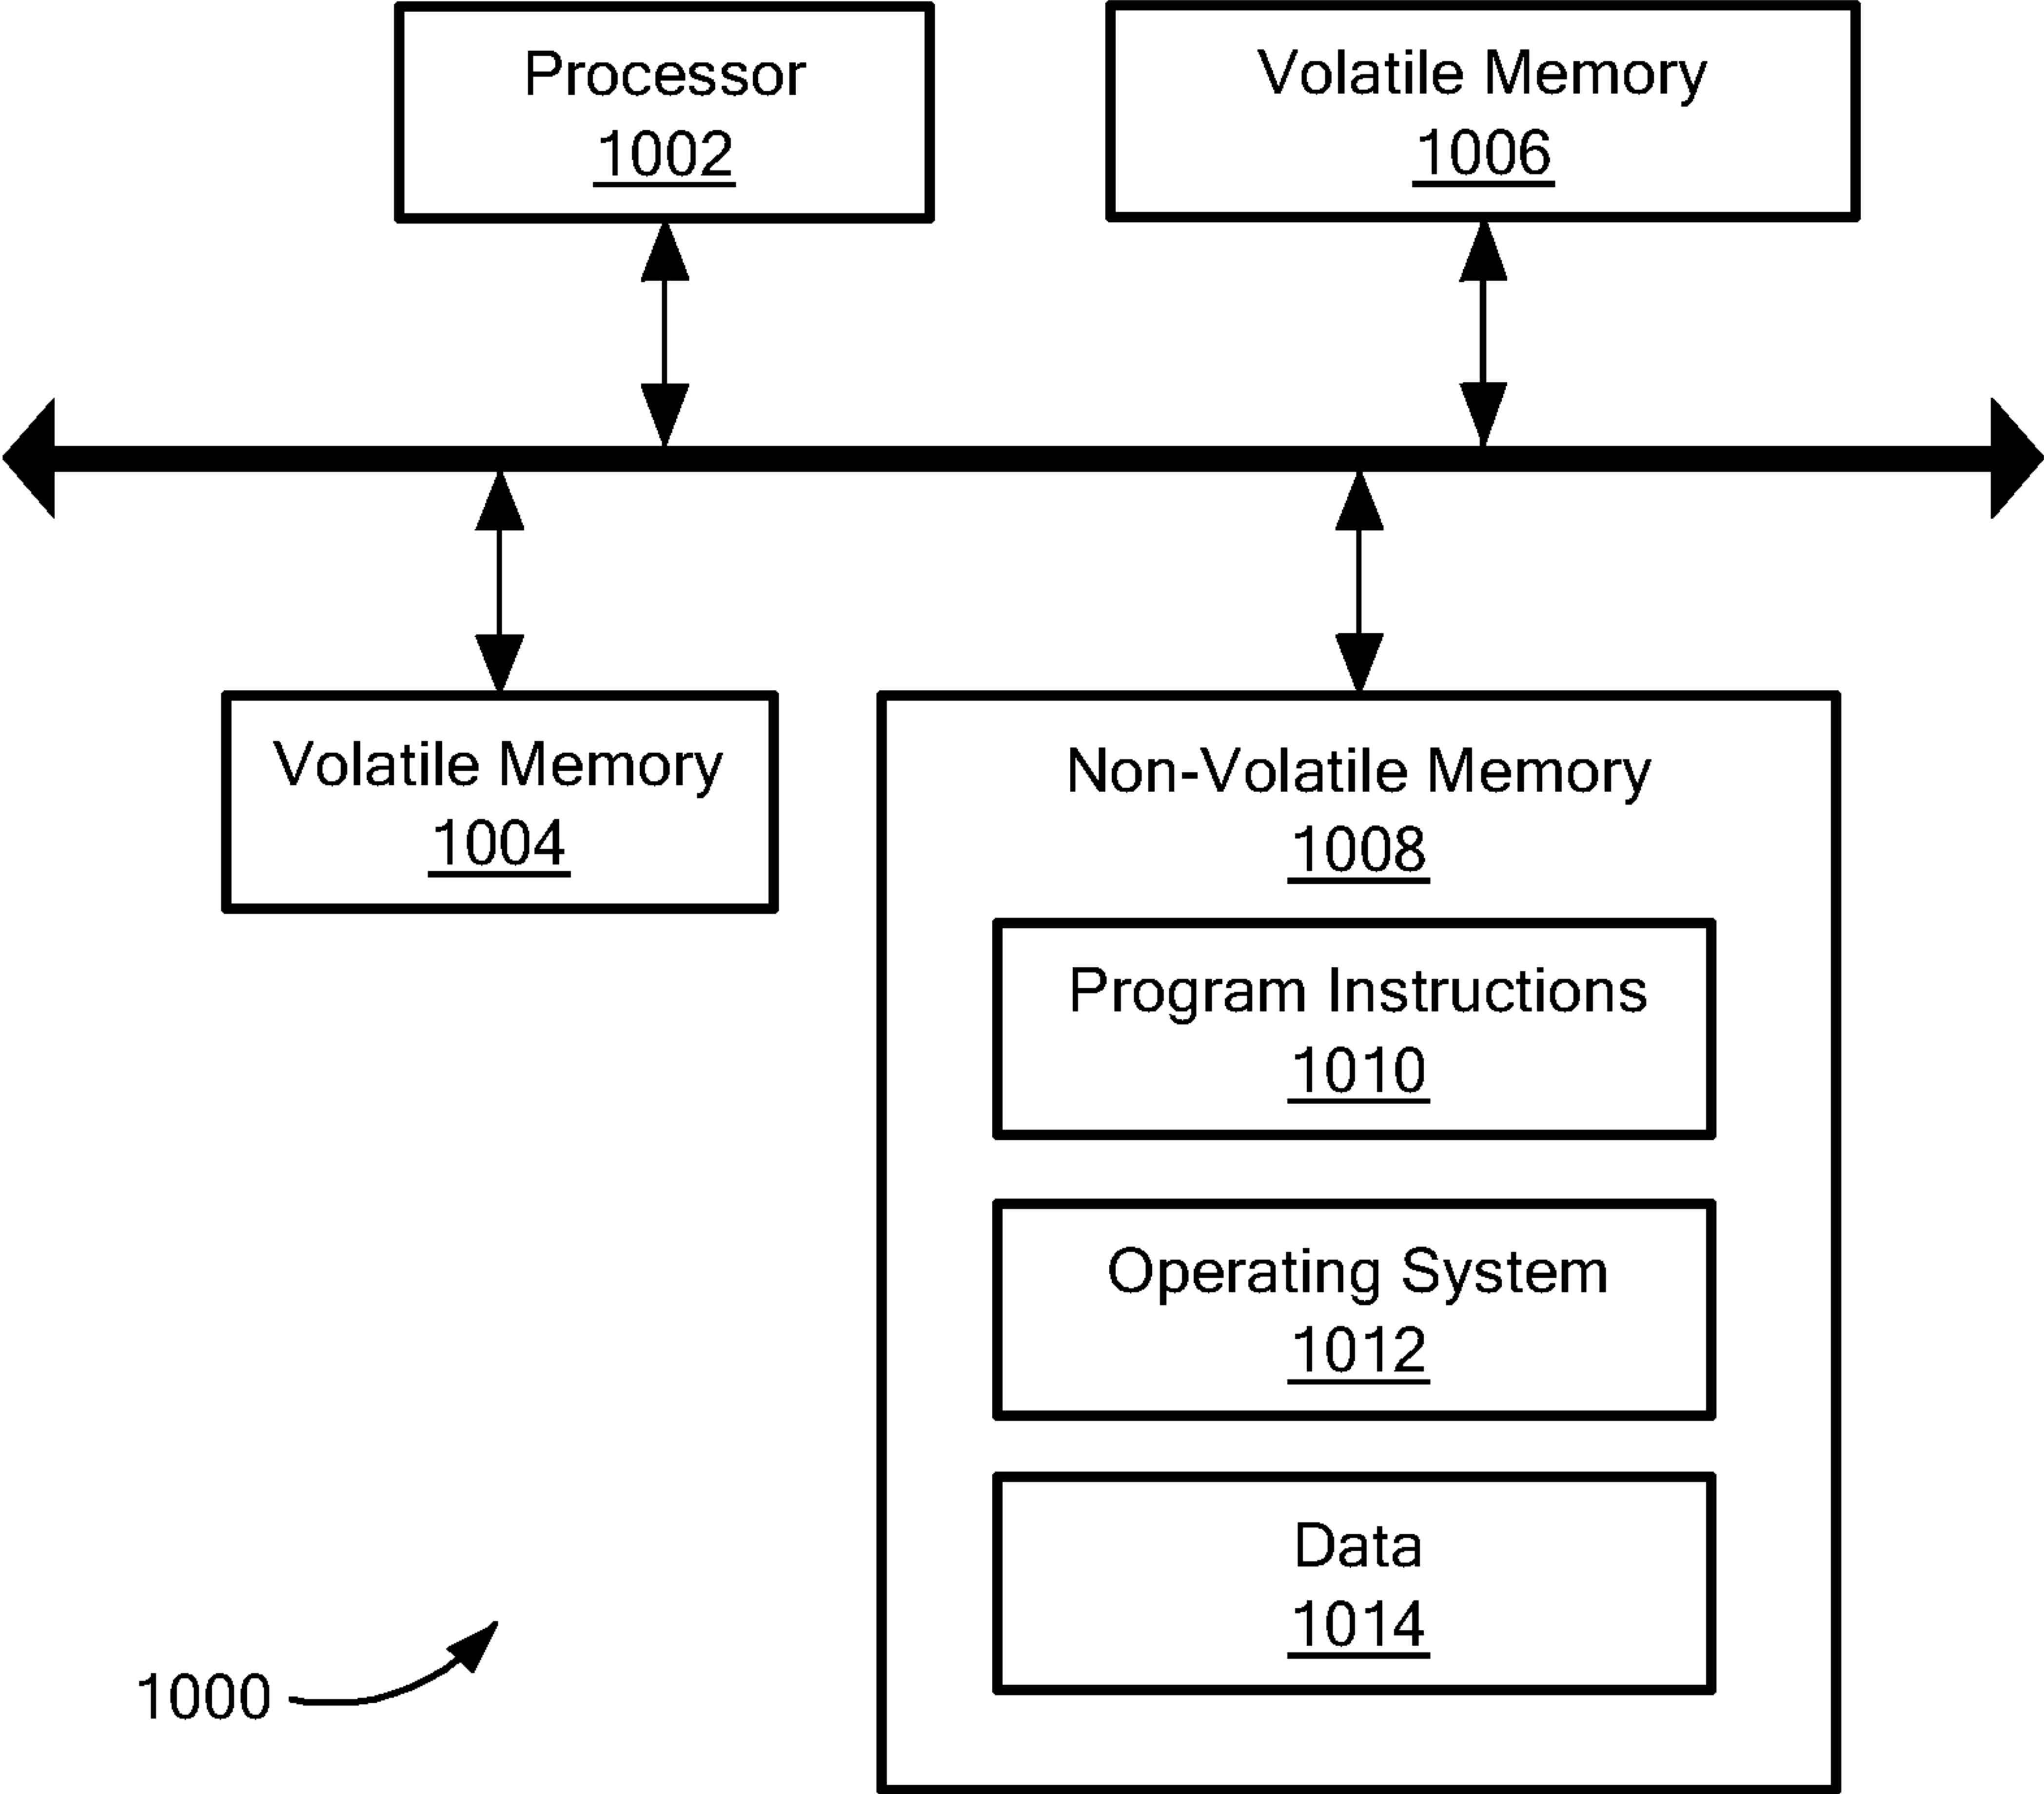 Processor
1002
Volatile Memory
1006
Volatile Memory
1004
Non-Volatile Memory
1008
Program Instructions
1010
Operating System
1012
Data
1014
1000